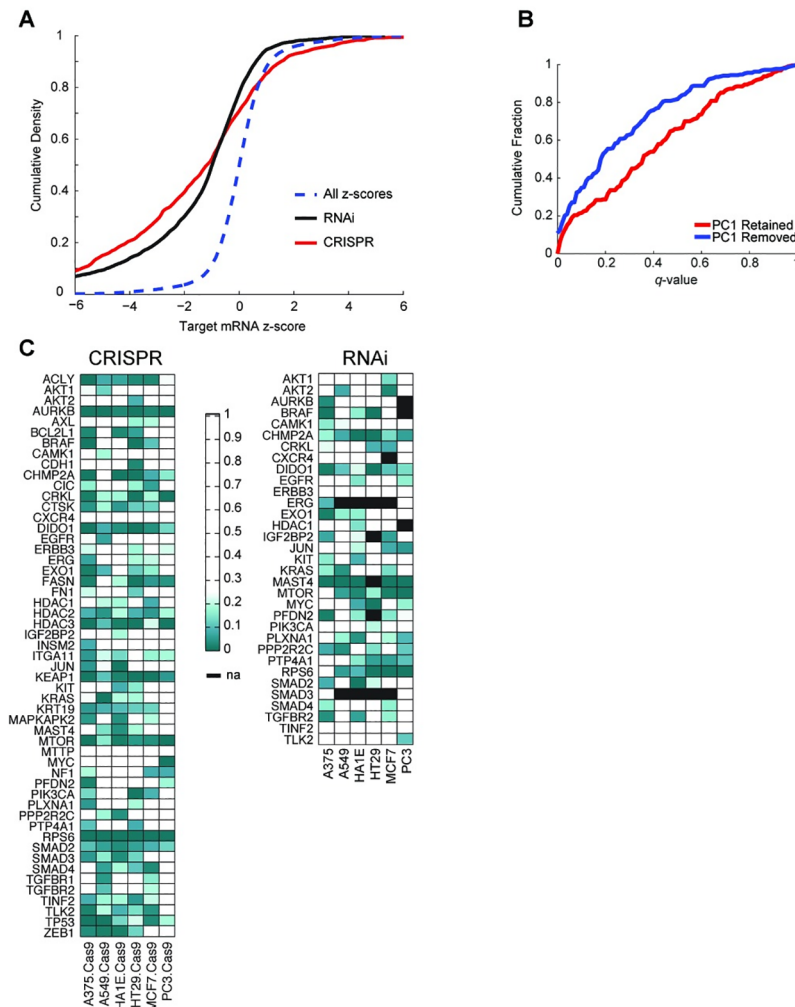 A
Cumulative Density
1
0.8
0.6
0.4
0.2
0
−6
−4
−2
0
2
4
6
Target mRNA z-score
All z-scores
RNAi
CRISPR
B
Cumulative Fraction
1
0.8
0.6
0.4
0.2
0
0
0.2
0.4
0.6
0.8
1
q-value
PC1 Retained
PC1 Removed
C
CRISPR
ACLY
AKT1
AKT2
AURKB
AXL
BCL2L1
BRAF
CAMK1
CDH1
CHMP2A
CIC
CRKL
CTSK
CXCR4
DIDO1
EGFR
ERBB3
ERG
EXO1
FASN
FN1
HDAC1
HDAC2
HDAC3
IGF2BP2
INSM2
ITGA11
JUN
KEAP1
KIT
KRAS
KRT19
MAPKAPK2
MAST4
MTOR
MTTP
MYC
NF1
PFDN2
PIK3CA
PLXNA1
PPP2R2C
PTP4A1
RPS6
SMAD2
SMAD3
SMAD4
TGFBR1
TGFBR2
TINF2
TLK2
TP53
ZEB1
A375.Cas9
A549.Cas9
HA1E.Cas9
HT29.Cas9
MCF7.Cas9
PC3.Cas9
1
0.9
0.8
0.7
0.6
0.5
0.4
0.3
0.2
0.1
0
na
RNAi
AKT1
AKT2
AURKB
BRAF
CAMK1
CHMP2A
CRKL
CXCR4
DIDO1
EGFR
ERBB3
ERG
EXO1
HDAC1
IGF2BP2
JUN
KIT
KRAS
MAST4
MTOR
MYC
PFDN2
PIK3CA
PLXNA1
PPP2R2C
PTP4A1
RPS6
SMAD2
SMAD3
SMAD4
TGFBR2
TINF2
TLK2
A375
A549
HA1E
HT29
MCF7
PC3